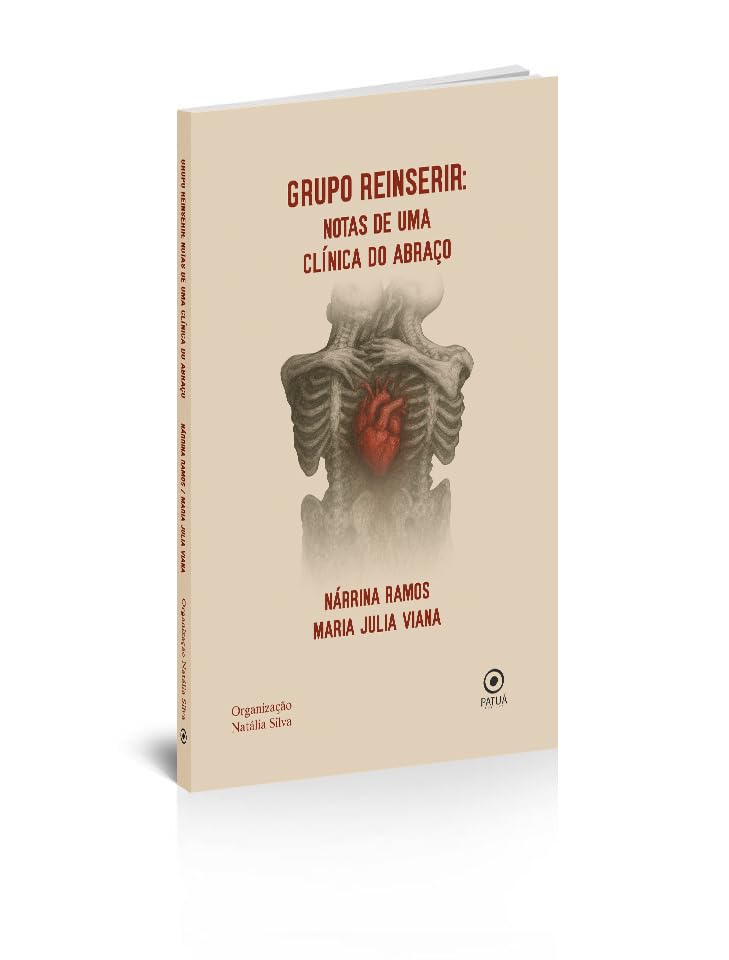 GRUPO REINSERIR:
NOTAS DE UMA
CLÍNICA DO ABRAÇO
NÁRRINA RAMOS
MARIA JULIA VIANA
Organização
Natália Silva
PATUÁ
GRUPO REINSERIR: NOTAS DE UMA CLÍNICA DO ABRAÇO
NÁRRINA RAMOS / MARIA JULIA VIANA
Organização Natália Silva